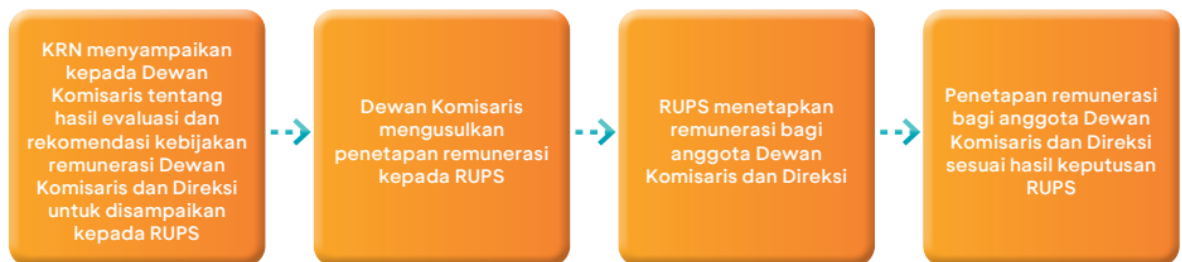 KRN menyampaikan
kepada Dewan
Komisaris tentang
hasil evaluasi dan
rekomendasi kebijakan
remunerasi Dewan
Komisaris dan Direksi
untuk disampaikan
kepada RUPS
Dewan Komisaris
mengusulkan
penetapan remunerasi
kepada RUPS
RUPS menetapkan
remunerasi bagi
anggota Dewan
Komisaris dan Direksi
Penetapan remunerasi
bagi anggota Dewan
Komisaris dan Direksi
sesuai hasil keputusan
RUPS